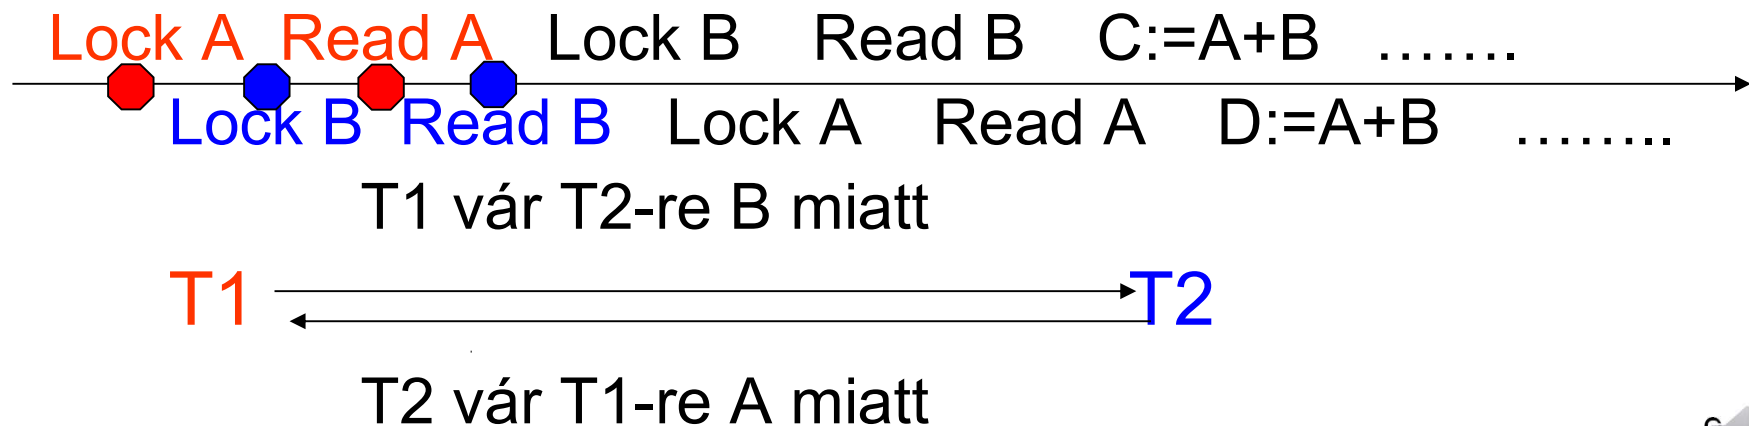 Lock A Read A Lock B Read B C:=A+B …….
Lock B Read B Lock A Read A D:=A+B ……..
T1 vár T2-re B miatt
T1 T2
T2 vár T1-re A miatt